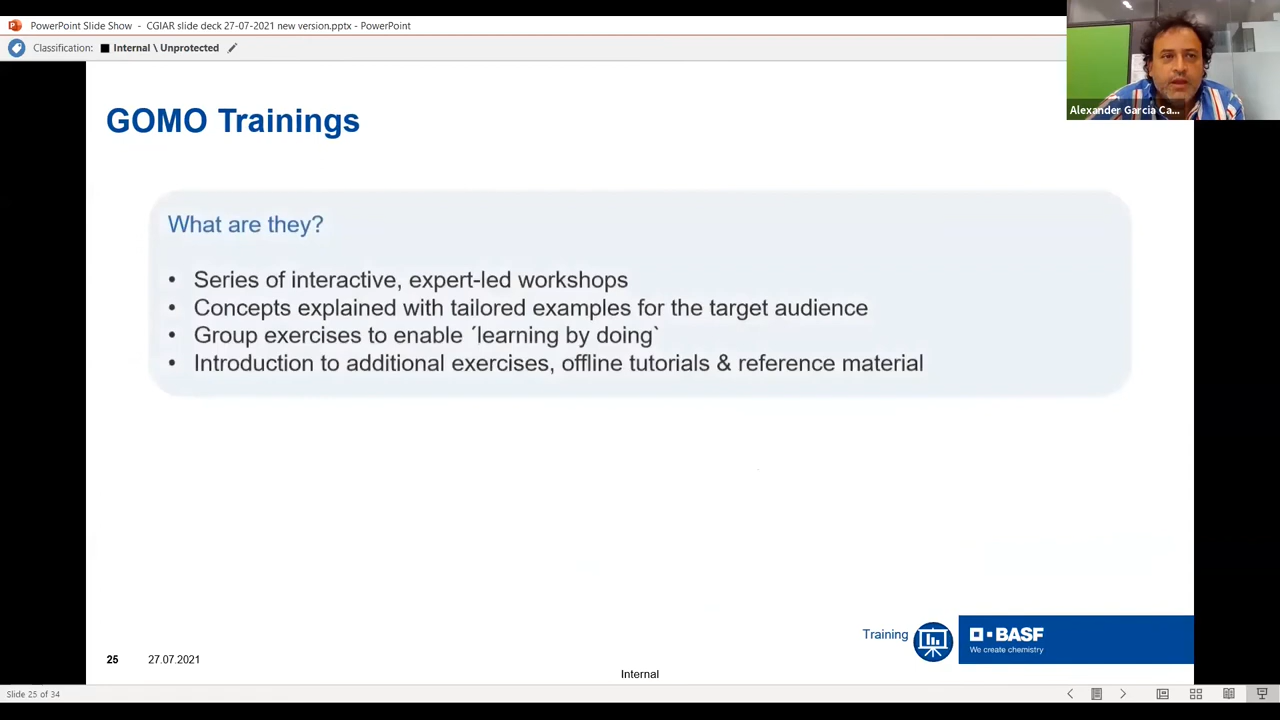 PowerPoint Slide Show - CGIAR slide deck 27-07-2021 new version.pptx - PowerPoint
Classification: Internal \ Unprotected
Alexander Garcia Ca...
GOMO Trainings
What are they?
• Series of interactive, expert-led workshops
• Concepts explained with tailored examples for the target audience
• Group exercises to enable ´learning by doing`
• Introduction to additional exercises, offline tutorials & reference material
Training
BASF
We create chemistry
25 27.07.2021
Internal
Slide 25 of 34